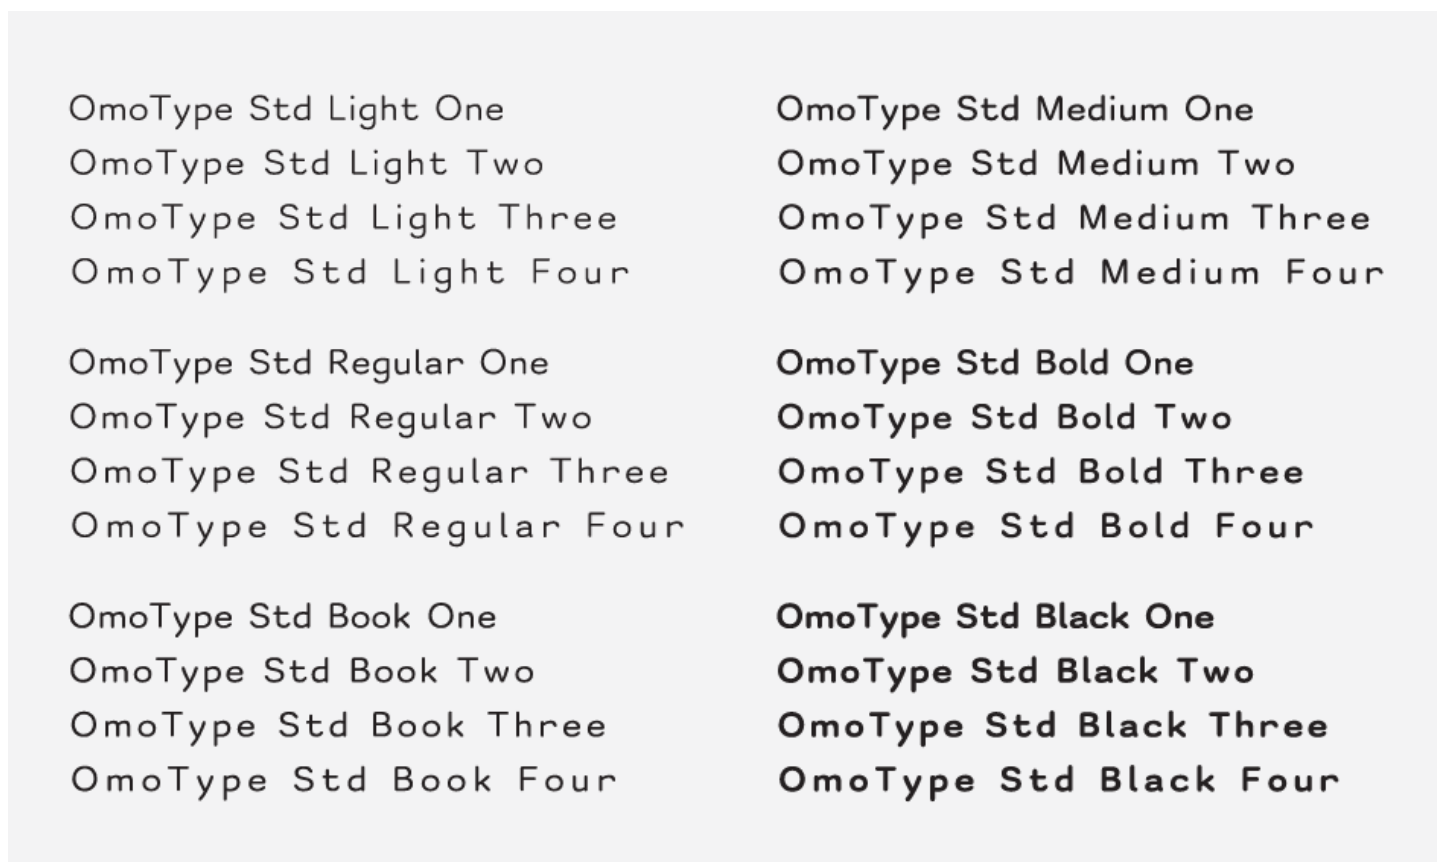 OmoType Std Light One
OmoType Std Light Two
OmoType Std Light Three
OmoType Std Light Four
OmoType Std Regular One
OmoType Std Regular Two
OmoType Std Regular Three
OmoType Std Regular Four
OmoType Std Book One
OmoType Std Book Two
OmoType Std Book Three
OmoType Std Book Four
OmoType Std Medium One
OmoType Std Medium Two
OmoType Std Medium Three
OmoType Std Medium Four
OmoType Std Bold One
OmoType Std Bold Two
OmoType Std Bold Three
OmoType Std Bold Four
OmoType Std Black One
OmoType Std Black Two
OmoType Std Black Three
OmoType Std Black Four